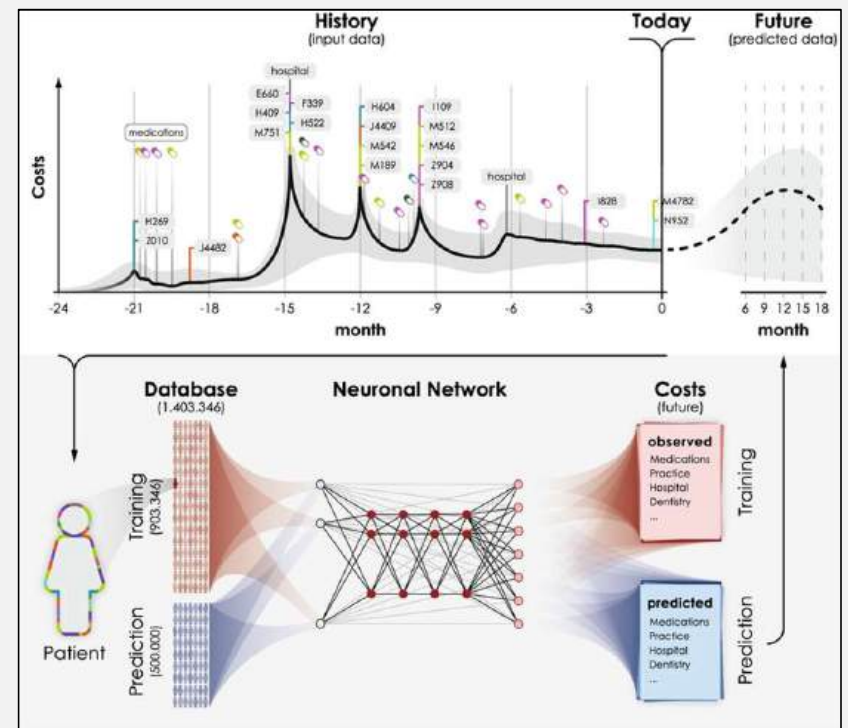 History
(input data)
Today
Future
(predicted data)
Costs
medications
H269
Z010
J4482
hospital
E660
F339
H409
H522
M751
H604
J4409
M542
M189
I109
M512
M546
Z904
Z908
hospital
I828
M4782
N952
-24 -21 -18 -15 -12 -9 -6 -3 0
month
6 9 12 15 18
month
Database
(1.403.346)
Neuronal Network
Costs
(future)
Training
(903.346)
Prediction
(500.000)
Patient
observed
Medications
Practice
Hospital
Dentistry
...
Training
predicted
Medications
Practice
Hospital
Dentistry
...
Prediction